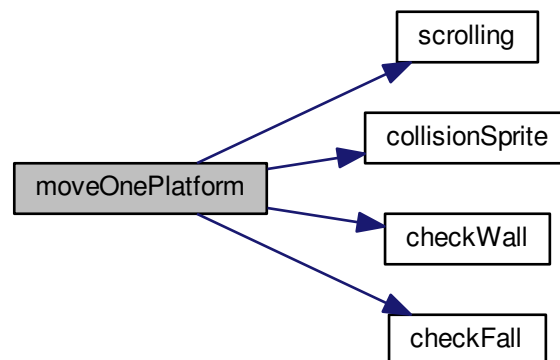 scrolling
collisionSprite
moveOnePlatform
checkWall
checkFall